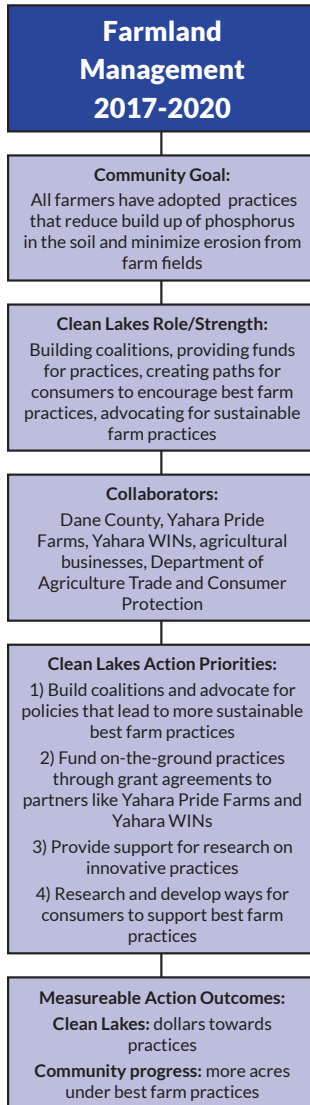 Farmland
Management
2017-2020
Community Goal:
All farmers have adopted practices
that reduce build up of phosphorus
in the soil and minimize erosion from
farm fields
Clean Lakes Role/Strength:
Building coalitions, providing funds
for practices, creating paths for
consumers to encourage best farm
practices, advocating for sustainable
farm practices
Collaborators:
Dane County, Yahara Pride
Farms, Yahara WINs, agricultural
businesses, Department of
Agriculture Trade and Consumer
Protection
Clean Lakes Action Priorities:
1) Build coalitions and advocate for
policies that lead to more sustainable
best farm practices
2) Fund on-the-ground practices
through grant agreements to
partners like Yahara Pride Farms and
Yahara WINs
3) Provide support for research on
innovative practices
4) Research and develop ways for
consumers to support best farm
practices
Measureable Action Outcomes:
Clean Lakes: dollars towards
practices
Community progress: more acres
under best farm practices